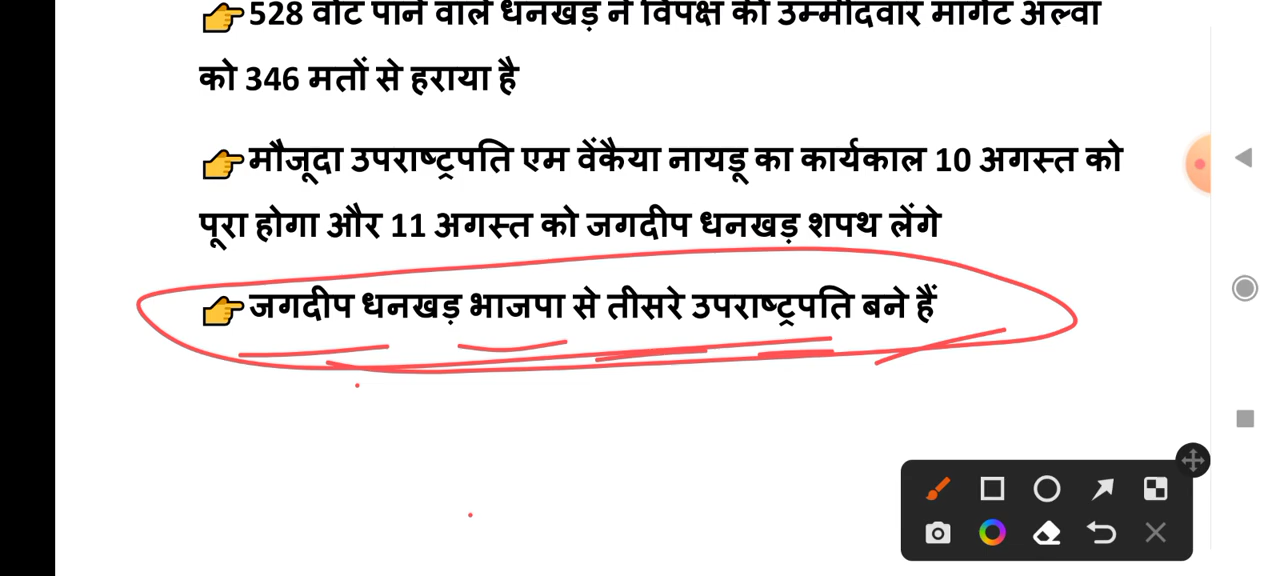 👉528 वोट पाने वाले धनखड़ ने विपक्ष की उम्मीदवार मार्गेट अल्वा
को 346 मतों से हराया है
👉मौजूदा उपराष्ट्रपति एम वेंकैया नायडू का कार्यकाल 10 अगस्त को
पूरा होगा और 11 अगस्त को जगदीप धनखड़ शपथ लेंगे
👉जगदीप धनखड़ भाजपा से तीसरे उपराष्ट्रपति बने हैं